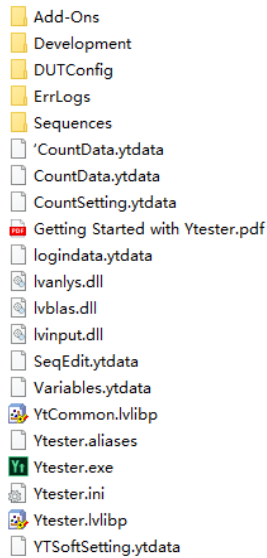 Add-Ons
Development
DUTConfig
ErrLogs
Sequences
‘CountData.ytdata
CountData.ytdata
CountSetting.ytdata
Getting Started with Ytester.pdf
logindata.ytdata
lvanlys.dll
lvblas.dll
lvinput.dll
SeqEdit.ytdata
Variables.ytdata
YtCommon.lvlibp
Ytester.aliases
Ytester.exe
Ytester.ini
Ytester.lvlibp
YTSoftSetting.ytdata